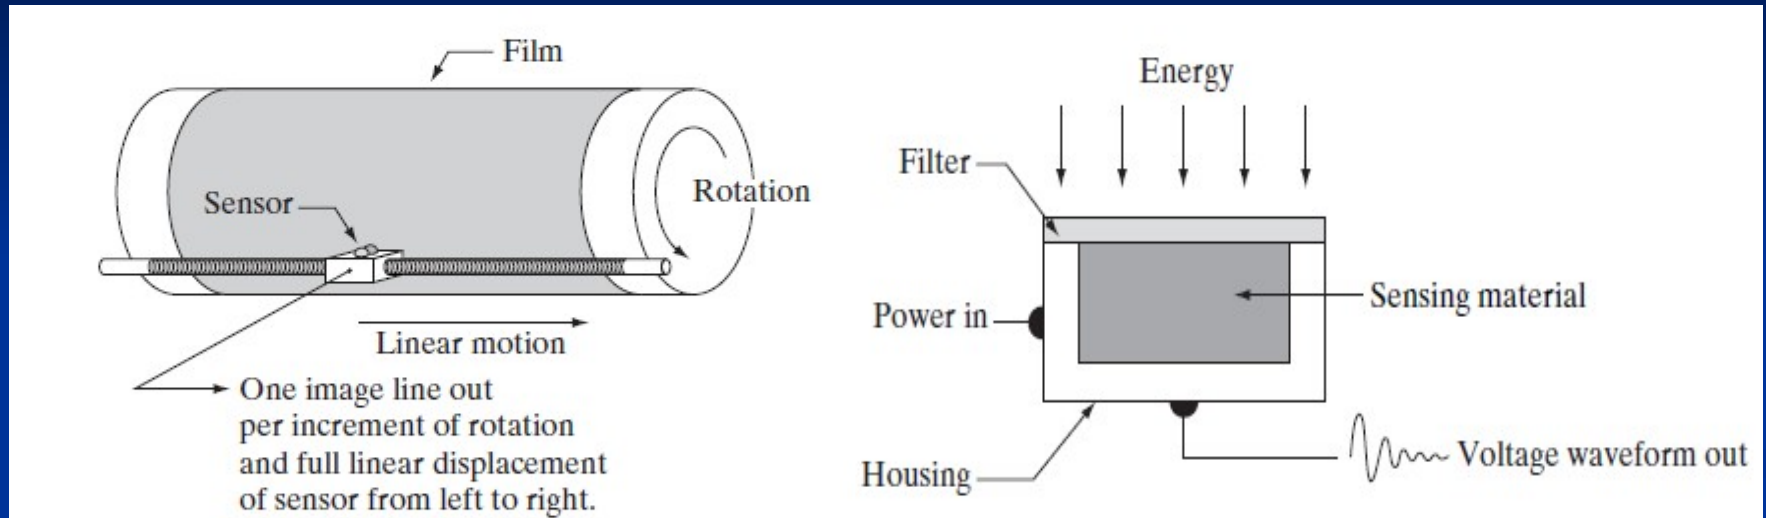 Film
Sensor
Rotation
Linear motion
One image line out
per increment of rotation
and full linear displacement
of sensor from left to right.
Energy
Filter
Sensing material
Power in
Housing
Voltage waveform out